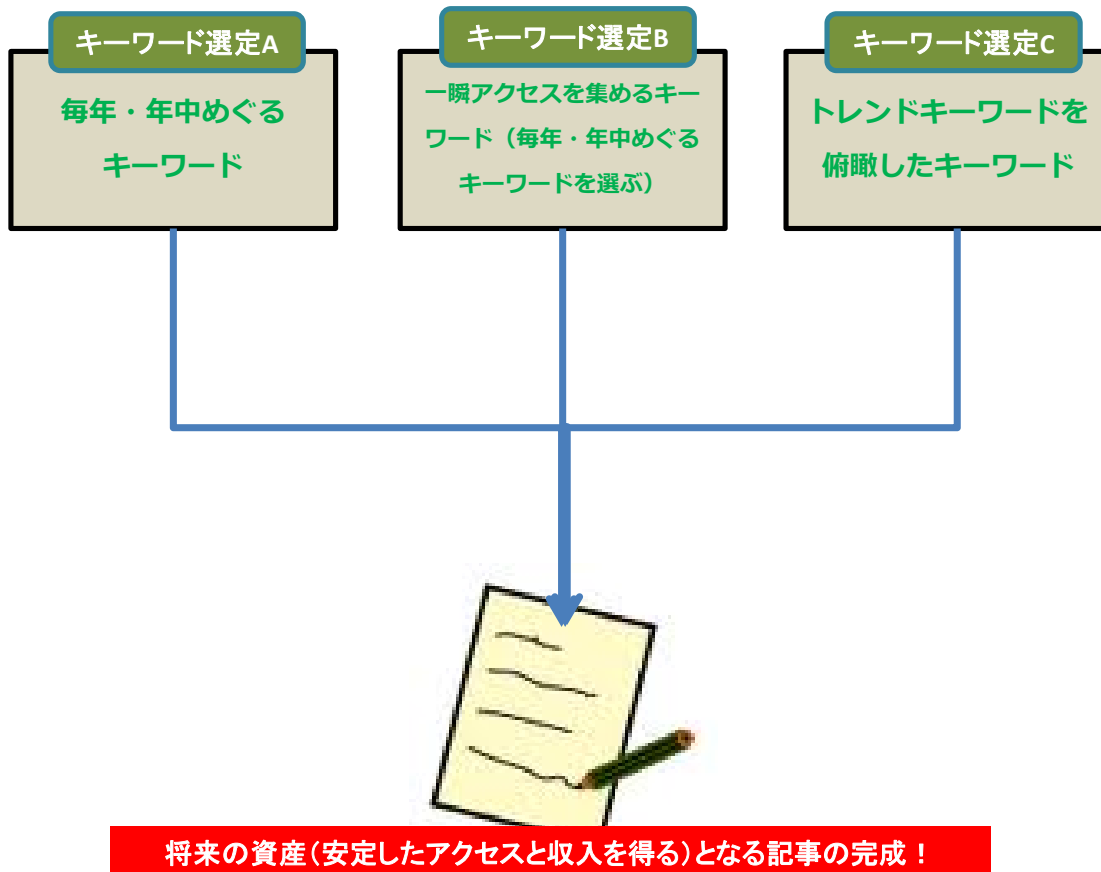 キーワード選定A
毎年・年中めぐる
キーワード
キーワード選定B
一瞬アクセスを集めるキー
ワード（毎年・年中めぐる
キーワードを選ぶ）
キーワード選定C
トレンドキーワードを
俯瞰したキーワード
将来の資産（安定したアクセスと収入を得る）となる記事の完成！